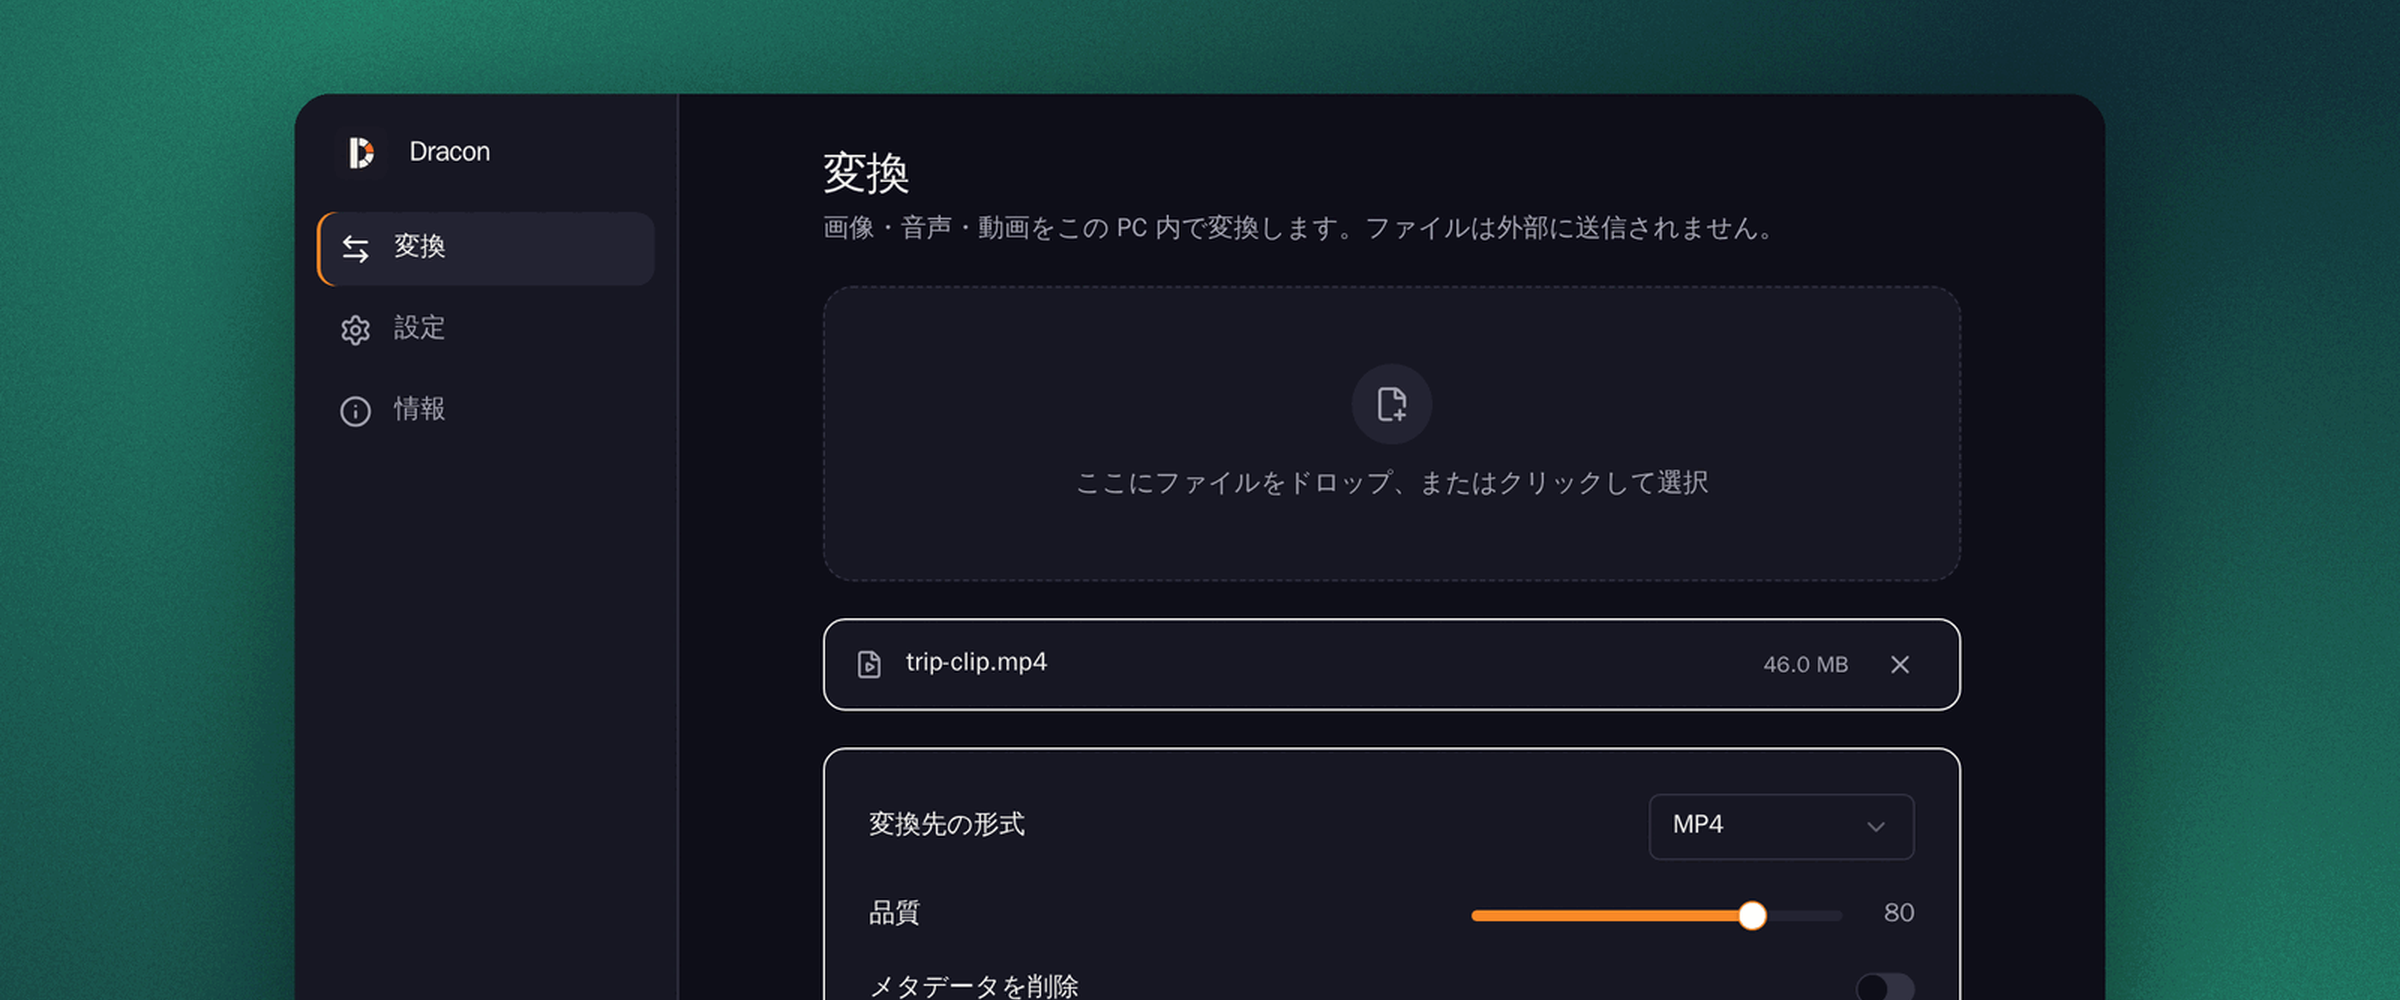 Dracon
変換
設定
情報
変換
画像・音声・動画をこの PC 内で変換します。ファイルは外部に送信されません。
ここにファイルをドロップ、またはクリックして選択
trip-clip.mp4
46.0 MB
変換先の形式
MP4
品質
80
メタデータを削除